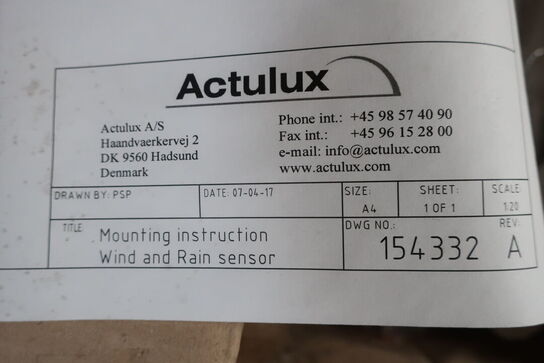 Actulux
Actulux A/S
Haandvaerkervej 2
DK 9560 Hadsund
Denmark
Phone int.: +45 98 57 40 90
Fax int.: +45 96 15 28 00
e-mail: info@actulux.com
www.actulux.com
DRAWN BY: PSP
DATE: 07-04-17
SIZE:
A4
SHEET:
1 OF 1
SCALE
1:20
TITLE
Mounting instruction
Wind and Rain sensor
DWG NO.:
154332
REV:
A